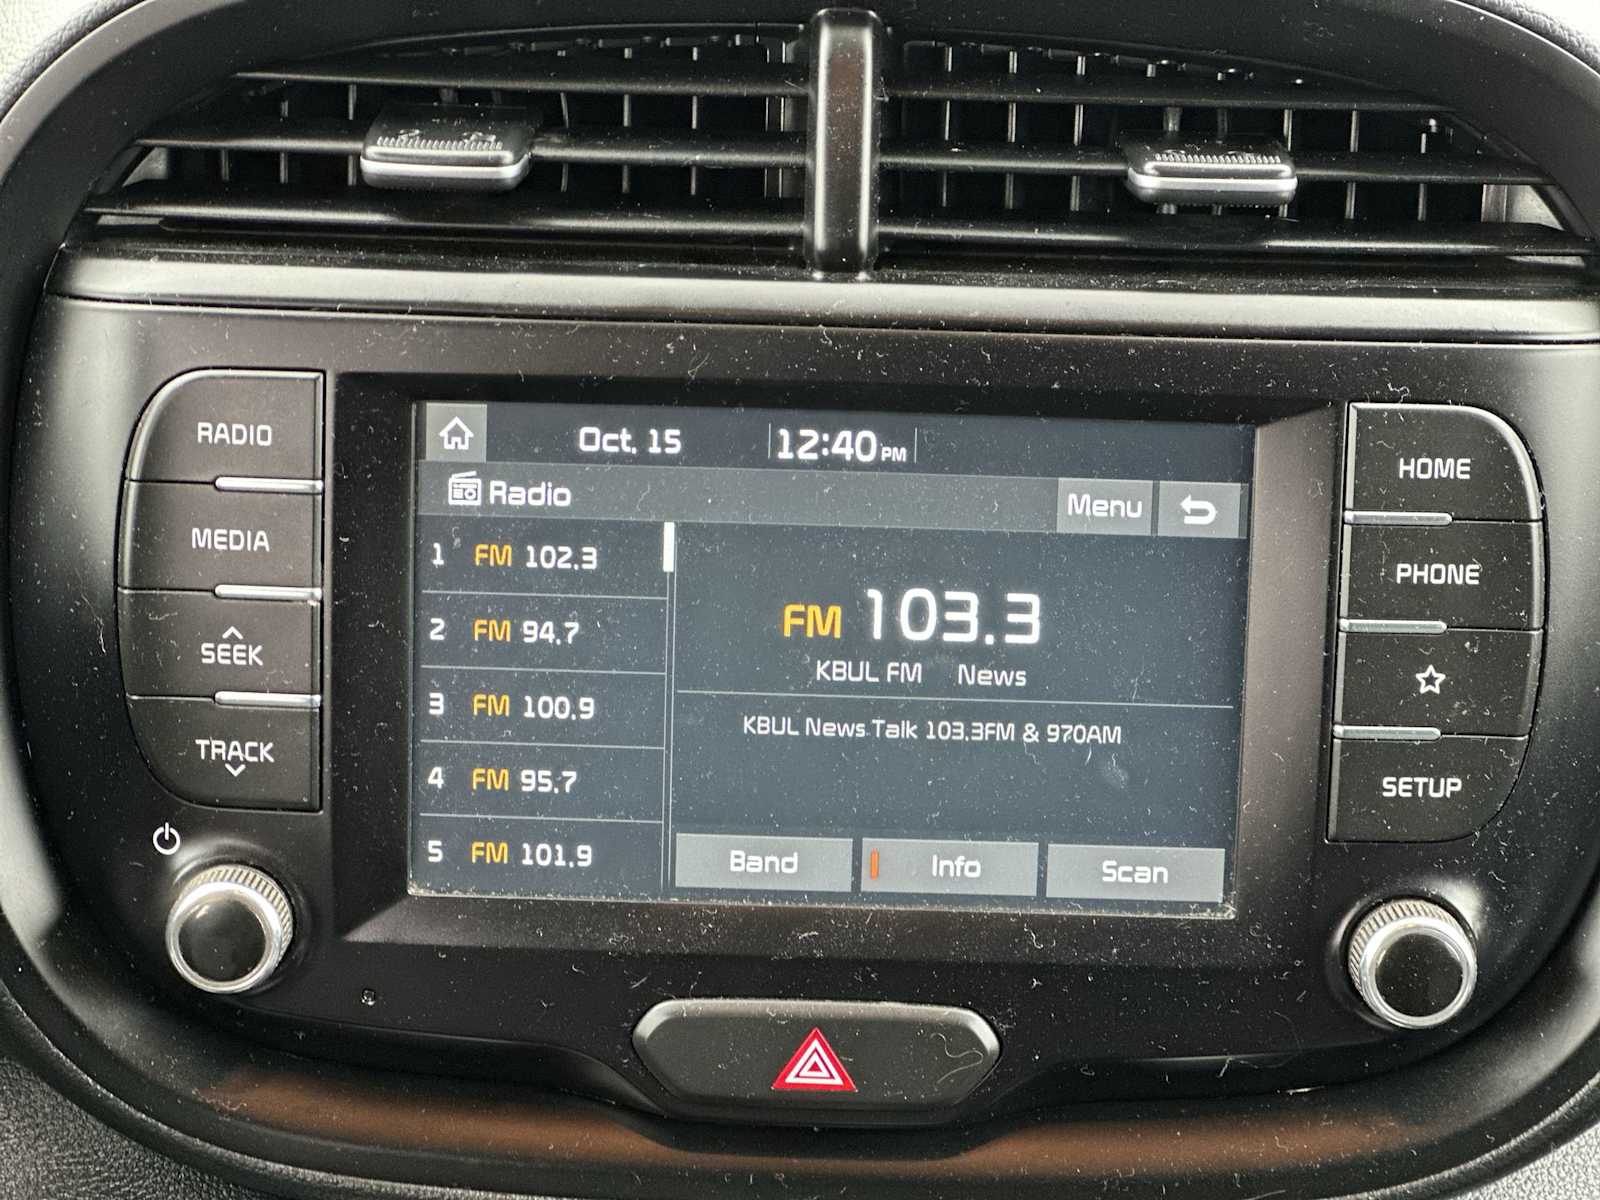 Oct. 15 12:40 PM
Radio Menu
1 FM 102.3
2 FM 94.7
3 FM 100.9
4 FM 95.7
5 FM 101.9
FM 103.3
KBUL FM News
KBUL News Talk 103.3FM & 970AM
Band Info Scan
RADIO
MEDIA
SEEK
TRACK
HOME
PHONE
SETUP